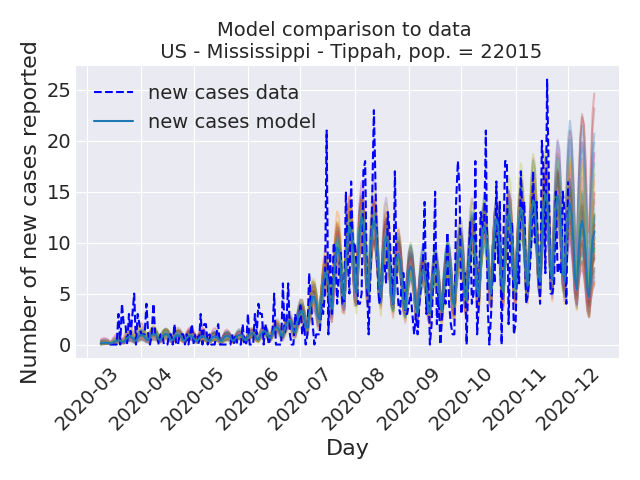 Model comparison to data
US - Mississippi - Tippah, pop. = 22015
Number of new cases reported
25
20
15
10
5
0
new cases data
new cases model
2020-03
2020-04
2020-05
2020-06
2020-07
2020-08
2020-09
2020-10
2020-11
2020-12
Day